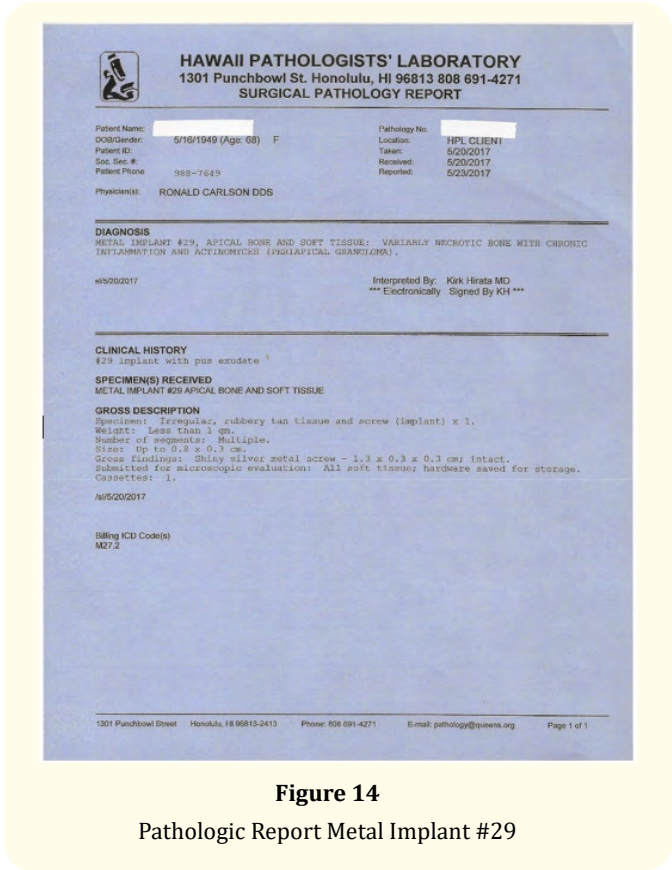 HAWAII PATHOLOGISTS' LABORATORY
1301 Punchbowl St. Honolulu, HI 96813 808 691-4271
SURGICAL PATHOLOGY REPORT
Patient Name:
Pathology No.
DOB/Gender: 5/16/1949 (Age: 68) F
Location: HPL CLIENT
Patient ID:
Taken: 5/20/2017
Soc. Sec. #:
Received: 5/20/2017
Patient Phone 988-7649
Reported: 5/23/2017
Physician(s): RONALD CARLSON DDS
DIAGNOSIS
METAL IMPLANT #29, APICAL BONE AND SOFT TISSUE: VARIABLY NECROTIC BONE WITH CHRONIC
INFLAMMATION AND ACTINOMYCES (PERIAPICAL GRANULOMA).
sl/5/20/2017
Interpreted By: Kirk Hirata MD
*** Electronically Signed By KH ***
CLINICAL HISTORY
#29 implant with pus exudate
SPECIMEN(S) RECEIVED
METAL IMPLANT #29 APICAL BONE AND SOFT TISSUE
GROSS DESCRIPTION
Specimen: Irregular, rubbery tan tissue and screw (implant) x 1.
Weight: Less than 1 gm.
Number of segments: Multiple.
Size: Up to 0.8 x 0.3 cm.
Gross findings: Shiny silver metal screw - 1.3 x 0.3 x 0.3 cm; intact.
Submitted for microscopic evaluation: All soft tissue; hardware saved for storage.
Cassettes: 1.
/sl/5/20/2017
Billing ICD Code(s)
M27.2
1301 Punchbowl Street Honolulu, HI 96813-2413 Phone: 808 691-4271 E-mail: pathology@queens.org Page 1 of 1
Figure 14
Pathologic Report Metal Implant #29